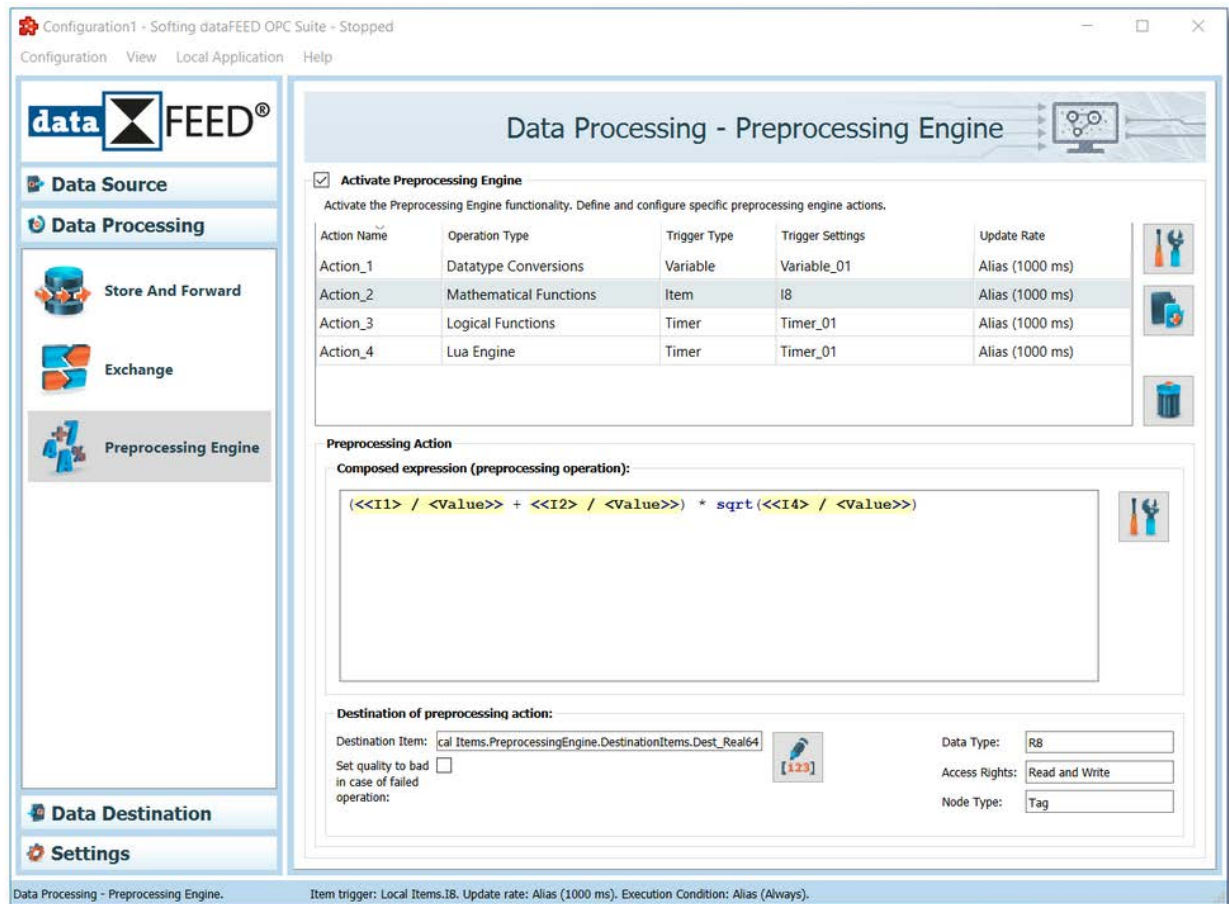 Configuration1 - Softing dataFEED OPC Suite - Stopped
Configuration View Local Application Help
data FEED®
Data Processing - Preprocessing Engine
Data Source
Data Processing
Store And Forward
Exchange
Preprocessing Engine
Data Destination
Settings
Activate Preprocessing Engine
Activate the Preprocessing Engine functionality. Define and configure specific preprocessing engine actions.
Action Name Operation Type Trigger Type Trigger Settings Update Rate
Action_1 Datatype Conversions Variable Variable_01 Alias (1000 ms)
Action_2 Mathematical Functions Item I8 Alias (1000 ms)
Action_3 Logical Functions Timer Timer_01 Alias (1000 ms)
Action_4 Lua Engine Timer Timer_01 Alias (1000 ms)
Preprocessing Action
Composed expression (preprocessing operation):
(<<I1> / <Value>> + <<I2> / <Value>>) * sqrt(<<I4> / <Value>>)
Destination of preprocessing action:
Destination Item: cal Items.PreprocessingEngine.DestinationItems.Dest_Real64
Set quality to bad
in case of failed
operation:
[123]
Data Type: R8
Access Rights: Read and Write
Node Type: Tag
Data Processing - Preprocessing Engine. Item trigger: Local Items.I8. Update rate: Alias (1000 ms). Execution Condition: Alias (Always).